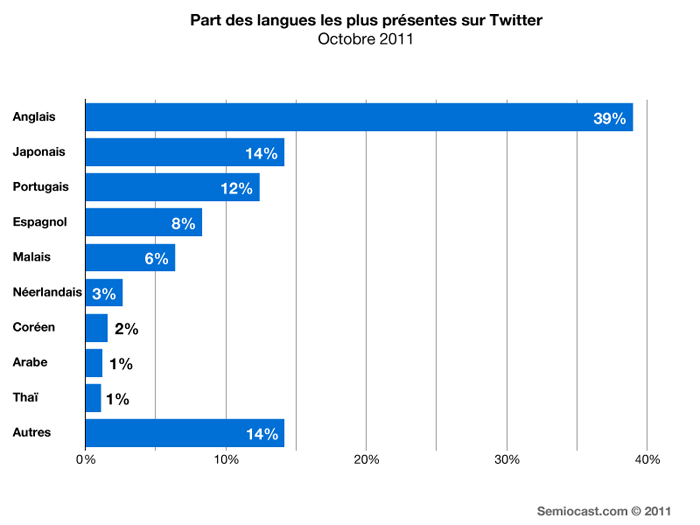 Part des langues les plus présentes sur Twitter
Octobre 2011
Anglais 39%
Japonais 14%
Portugais 12%
Espagnol 8%
Malais 6%
Néerlandais 3%
Coréen 2%
Arabe 1%
Thaï 1%
Autres 14%
0% 10% 20% 30% 40%
Semiocast.com © 2011